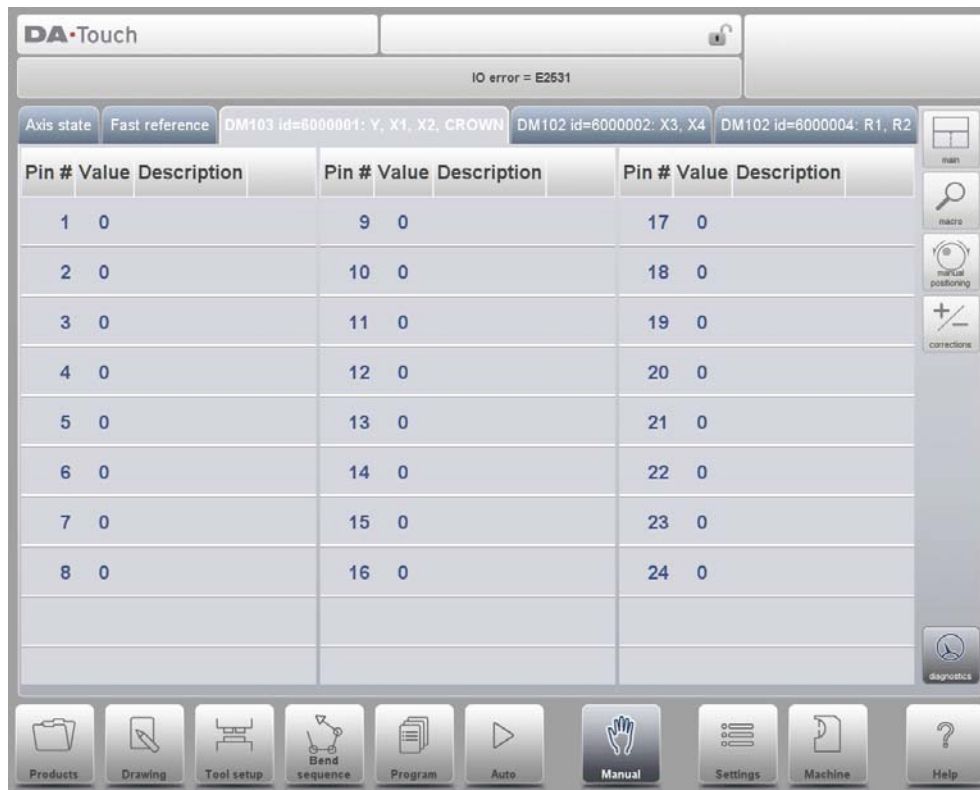 DA·Touch
IO error = E2531
Axis state Fast reference DM103 id=6000001: Y, X1, X2, CROWN DM102 id=6000002: X3, X4 DM102 id=6000004: R1, R2
Pin # Value Description Pin # Value Description Pin # Value Description
1 0 9 0 17 0
2 0 10 0 18 0
3 0 11 0 19 0
4 0 12 0 20 0
5 0 13 0 21 0
6 0 14 0 22 0
7 0 15 0 23 0
8 0 16 0 24 0
main
macro
manual
positioning
corrections
diagnostics
Products Drawing Tool setup Bend
sequence Program Auto Manual Settings Machine Help